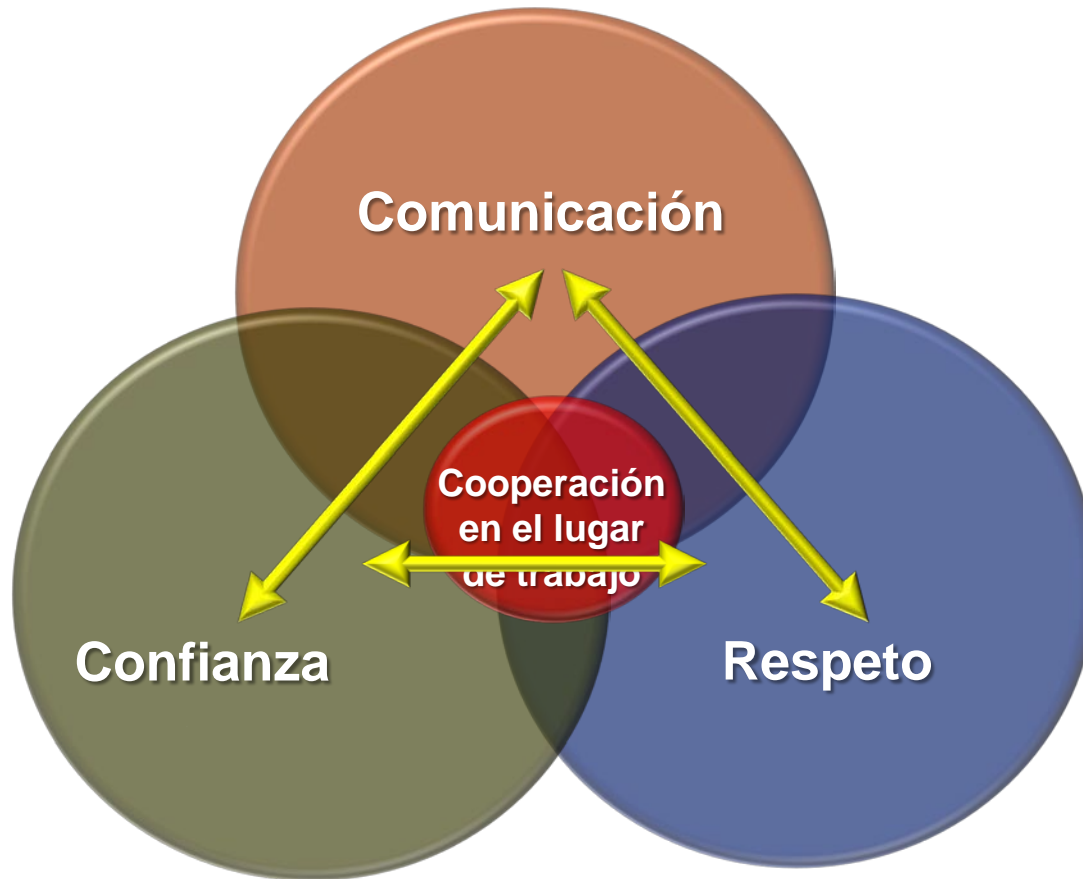 Comunicación
Cooperación
en el lugar
de trabajo
Confianza
Respeto